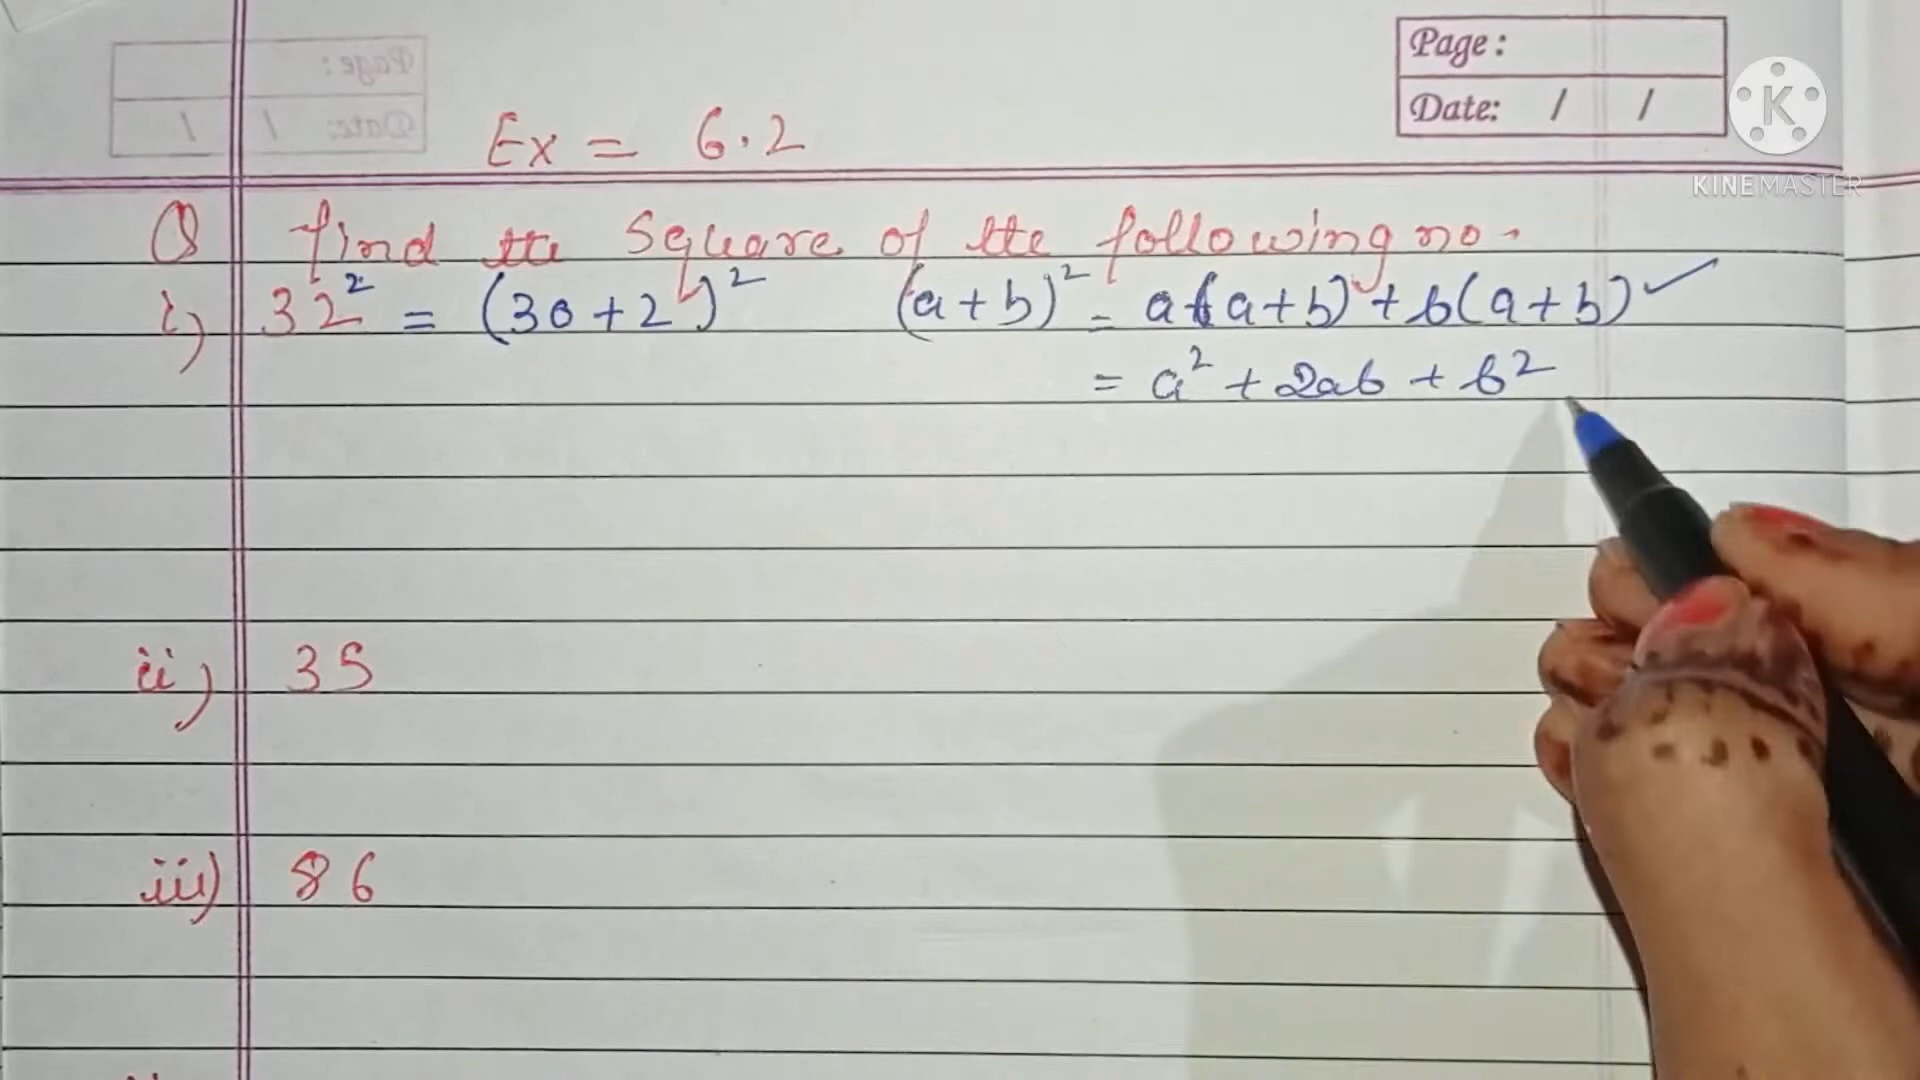 Page :
Date: / /
KINEMASTER
Ex = 6.2
Q find the Square of the following no.
i) 32² = (30+2)² (a+b)² = a(a+b) + b(a+b) ✓
= a² + 2ab + b²
ii) 35
iii) 86